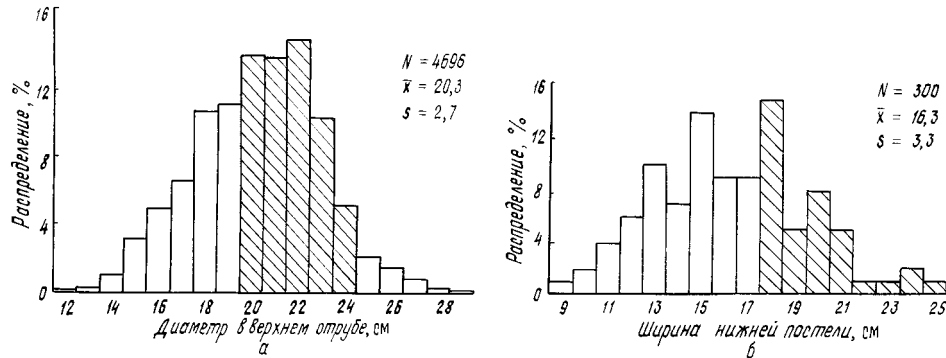 16
12
8
4
0
Распределение, %
N = 4696
x̄ = 20,3
s = 2,7
12 14 16 18 20 22 24 26 28
Диаметр в верхнем отрубе, см
а
16
12
8
4
0
Распределение, %
N = 300
x̄ = 16,3
s = 3,3
9 11 13 15 17 19 21 23 25
Ширина нижней постели, см
б